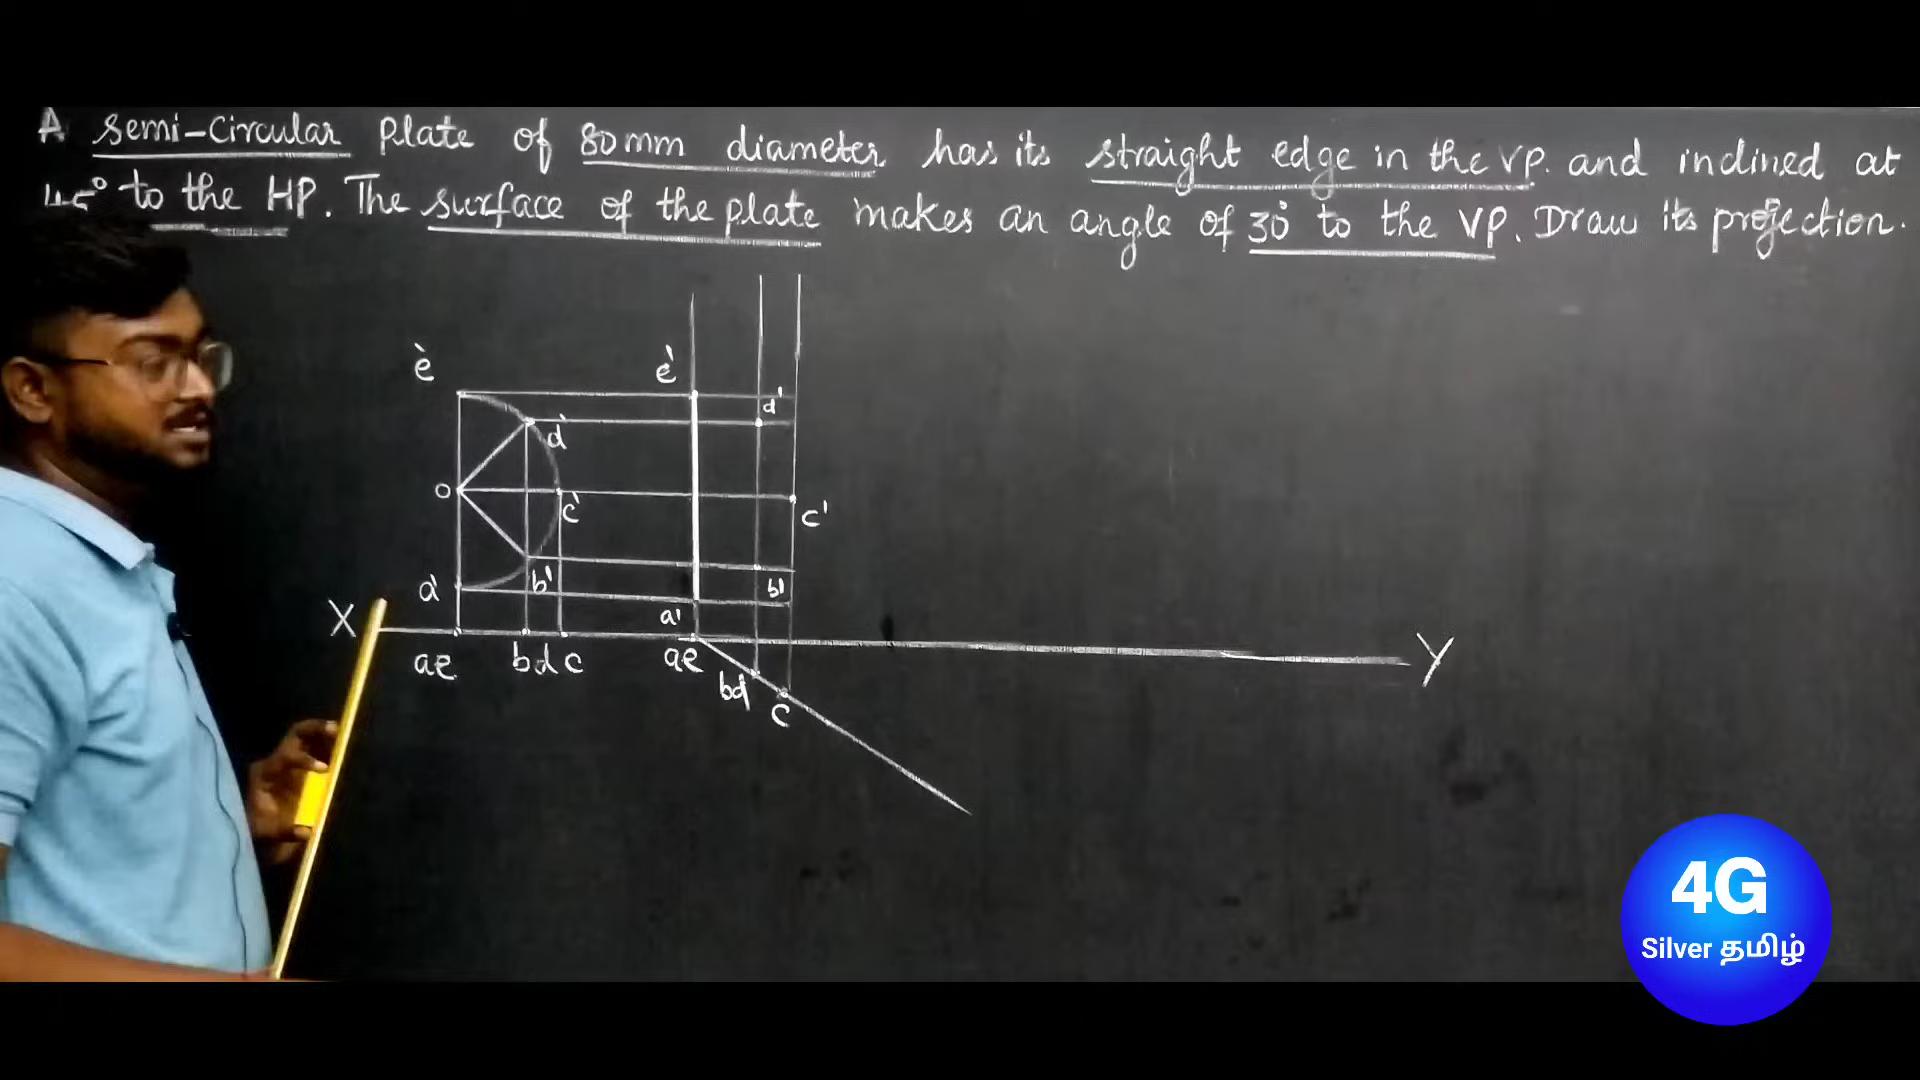 A semi-Circular Plate of 80mm diameter has its straight edge in the VP. and inclined at
45° to the HP. The surface of the plate makes an angle of 30° to the VP. Draw its projection.
e' e' d'
d'
o c' c'
a' b' b'
X a' Y
ae bd c ae
bd c
4G
Silver தமிழ்